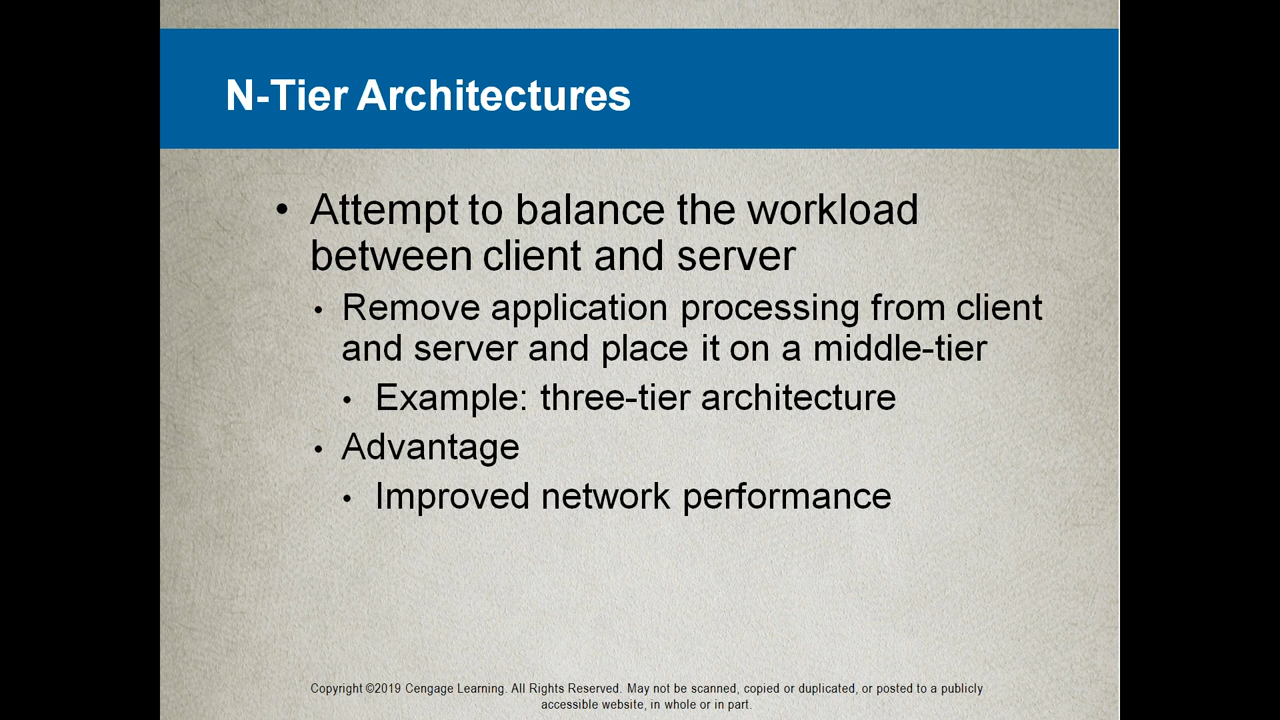 N-Tier Architectures
• Attempt to balance the workload
between client and server
• Remove application processing from client
and server and place it on a middle-tier
• Example: three-tier architecture
• Advantage
• Improved network performance
Copyright ©2019 Cengage Learning. All Rights Reserved. May not be scanned, copied or duplicated, or posted to a publicly
accessible website, in whole or in part.